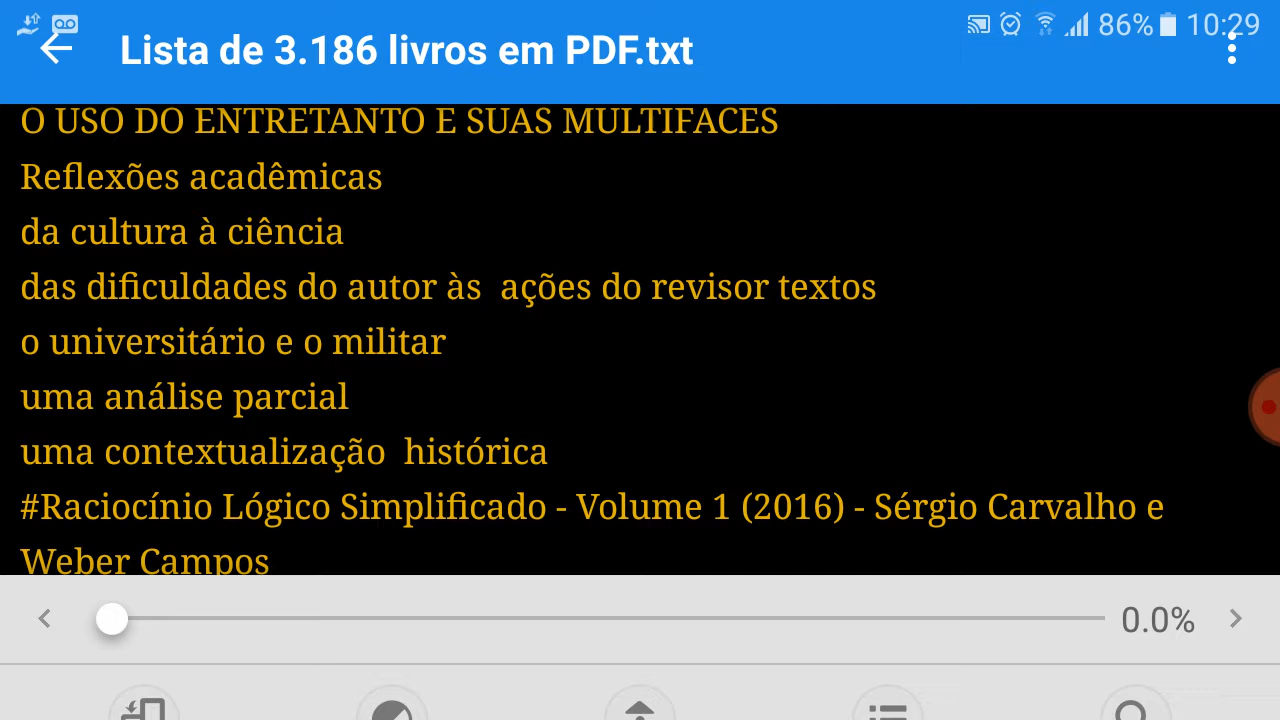 86% 10:29
Lista de 3.186 livros em PDF.txt
O USO DO ENTRETANTO E SUAS MULTIFACES
Reflexões acadêmicas
da cultura à ciência
das dificuldades do autor às  ações do revisor textos
o universitário e o militar
uma análise parcial
uma contextualização  histórica
#Raciocínio Lógico Simplificado - Volume 1 (2016) - Sérgio Carvalho e
Weber Campos
0.0%